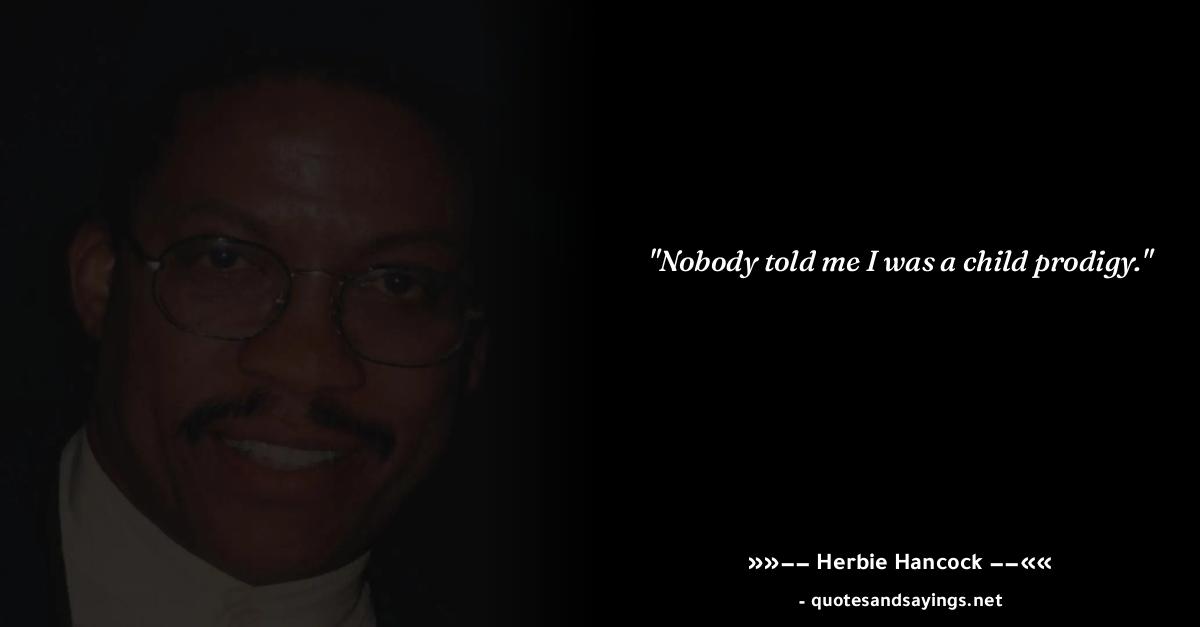 "Nobody told me I was a child prodigy."
»»–– Herbie Hancock ––««
- quotesandsayings.net